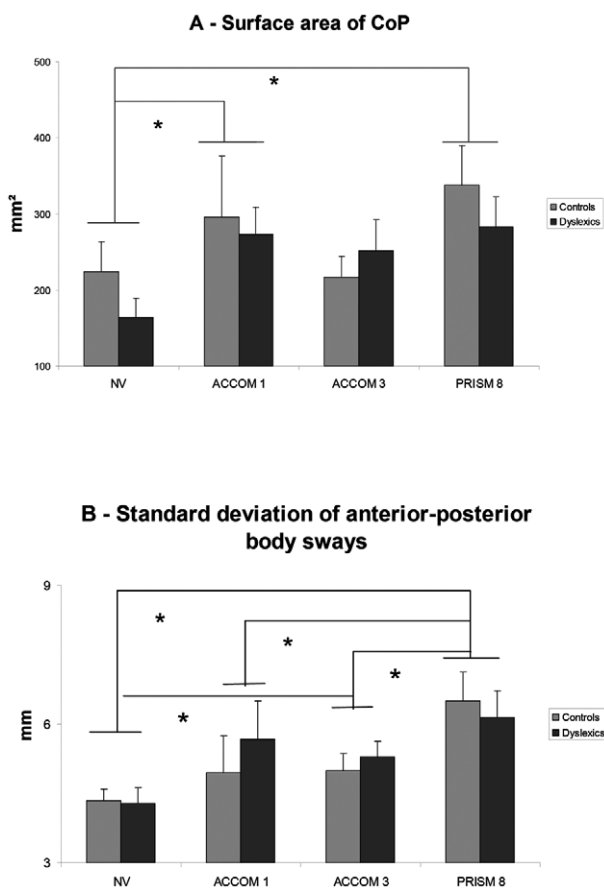 A - Surface area of CoP
500
400
300
200
100
mm²
*
*
NV ACCOM 1 ACCOM 3 PRISM 8
Controls
Dyslexics
B - Standard deviation of anterior-posterior
body sways
9
6
3
mm
*
*
*
*
NV ACCOM 1 ACCOM 3 PRISM 8
Controls
Dyslexics